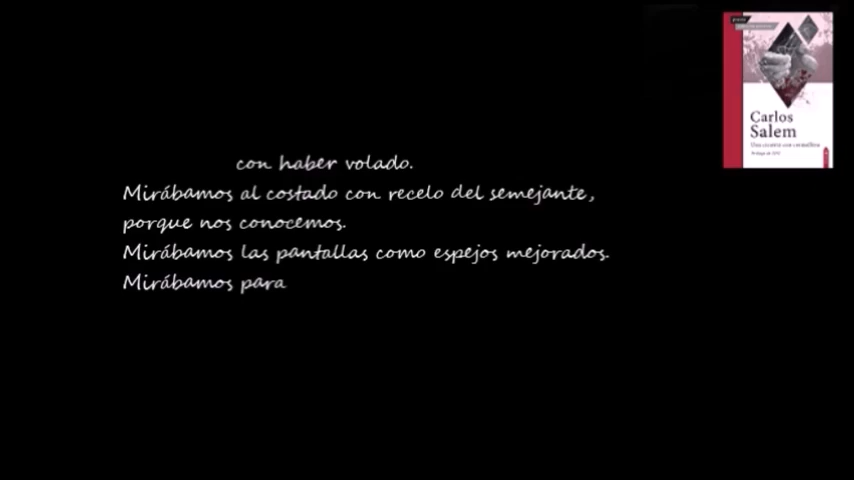 con haber volado.
Mirábamos al costado con recelo del semejante,
porque nos conocemos.
Mirábamos las pantallas como espejos mejorados.
Mirábamos para
Carlos
Salem